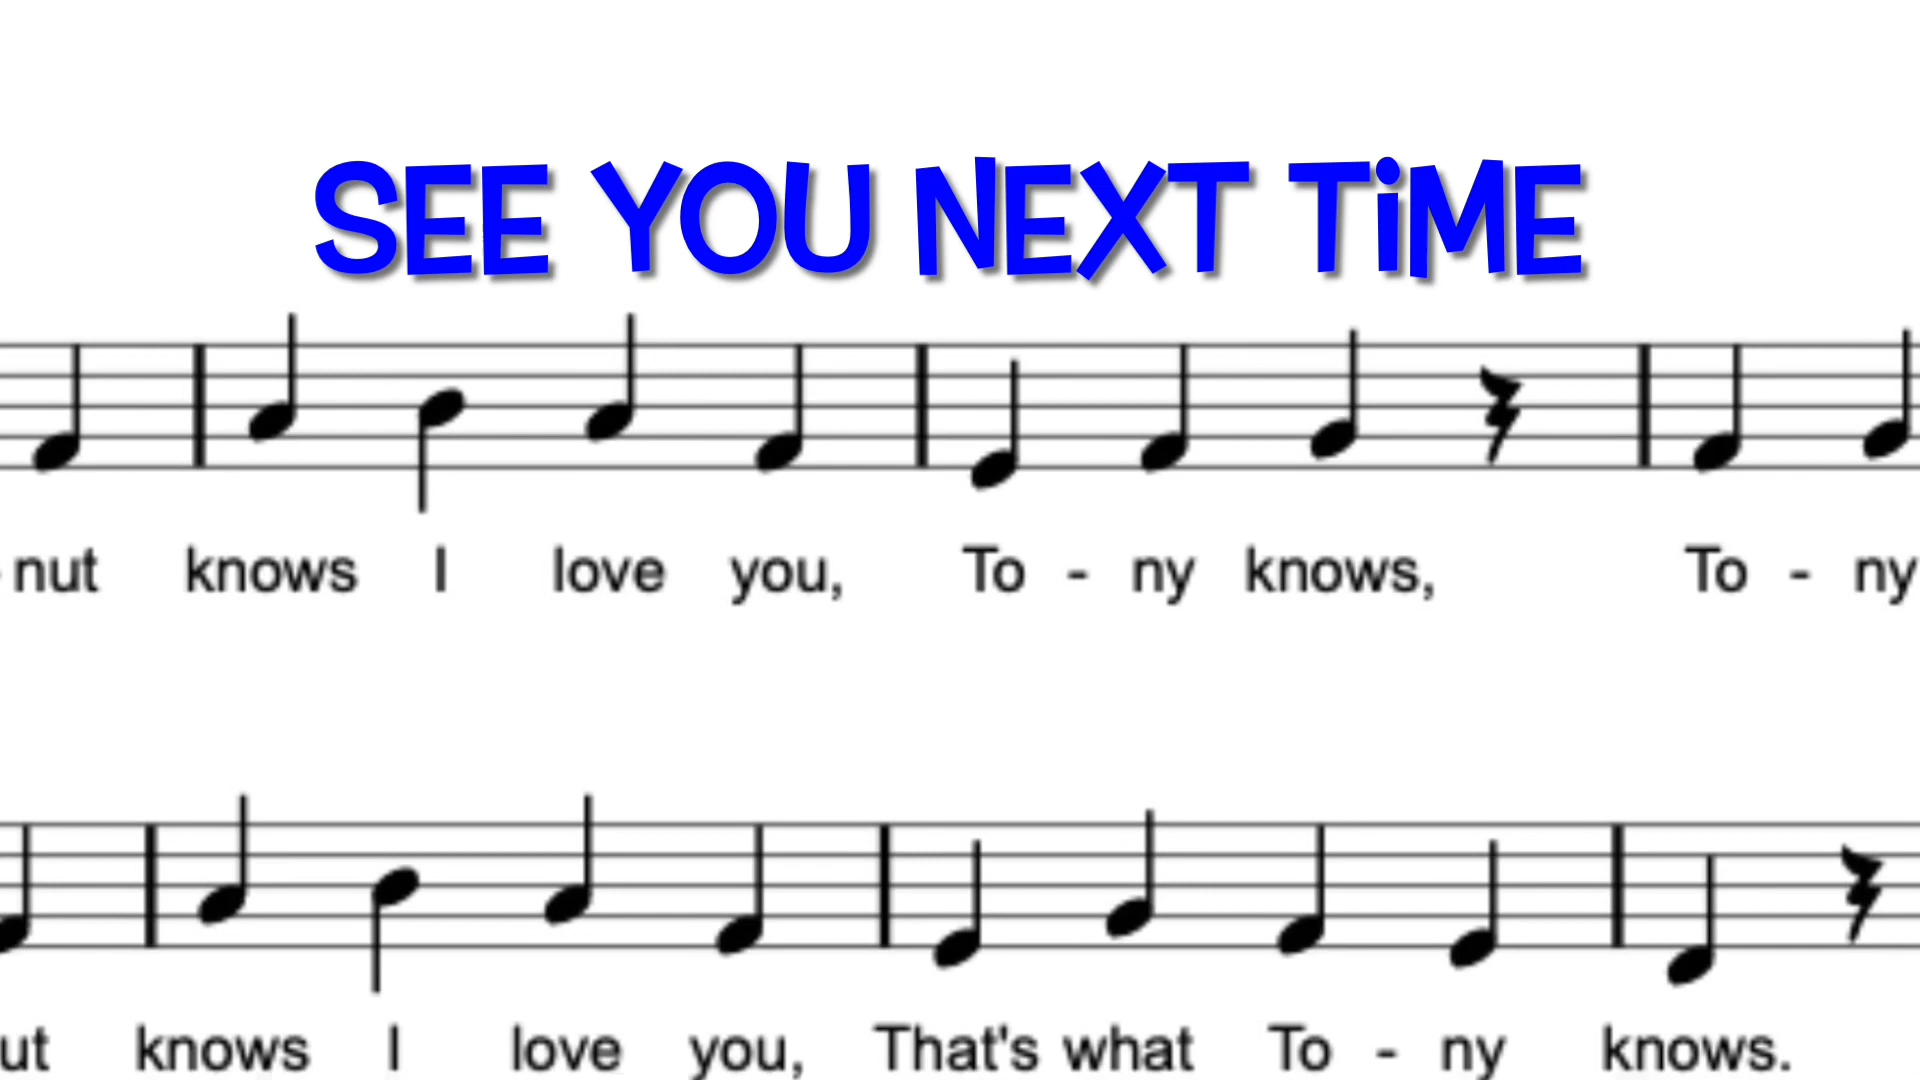 SEE YOU NEXT TiME
- nut knows I love you, To - ny knows, To - ny
ut knows I love you, That's what To - ny knows.